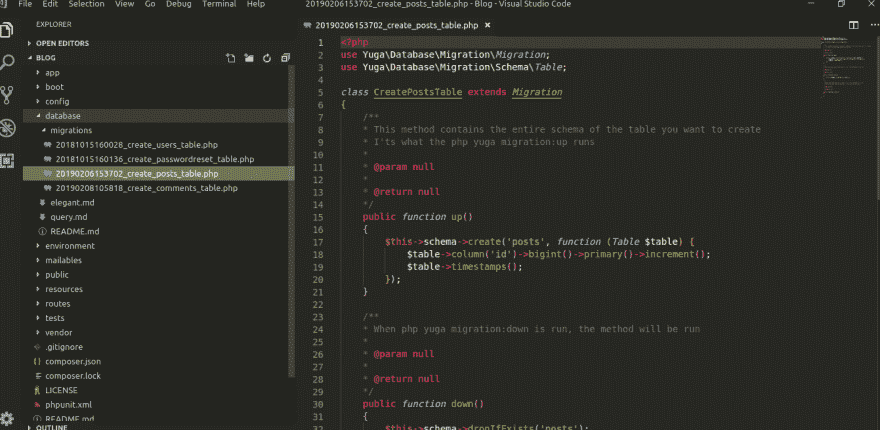 File Edit Selection View Go Debug Terminal Help 20190206153702_create_posts_table.php - Blog - Visual Studio Code
EXPLORER
OPEN EDITORS
BLOG
app
boot
config
database
migrations
20181015160028_create_users_table.php
20181015160136_create_passwordreset_table.php
20190206153702_create_posts_table.php
20190208105818_create_comments_table.php
elegant.md
query.md
README.md
environment
mailables
public
resources
routes
tests
vendor
.gitignore
composer.json
composer.lock
LICENSE
phpunit.xml
README.md
OUTLINE
20190206153702_create_posts_table.php
1 <?php
2 use Yuga\Database\Migration\Migration;
3 use Yuga\Database\Migration\Schema\Table;
4
5 class CreatePostsTable extends Migration
6 {
7 /**
8 * This method contains the entire schema of the table you want to create
9 * I'ts what the php yuga migration:up runs
10 *
11 * @param null
12 *
13 * @return null
14 */
15 public function up()
16 {
17 $this->schema->create('posts', function (Table $table) {
18 $table->column('id')->bigint()->primary()->increment();
19 $table->timestamps();
20 });
21 }
22
23 /**
24 * When php yuga migration:down is run, the method will be run
25 *
26 * @param null
27 *
28 * @return null
29 */
30 public function down()
31 {
32 $this->schema->dropIfExists('posts');